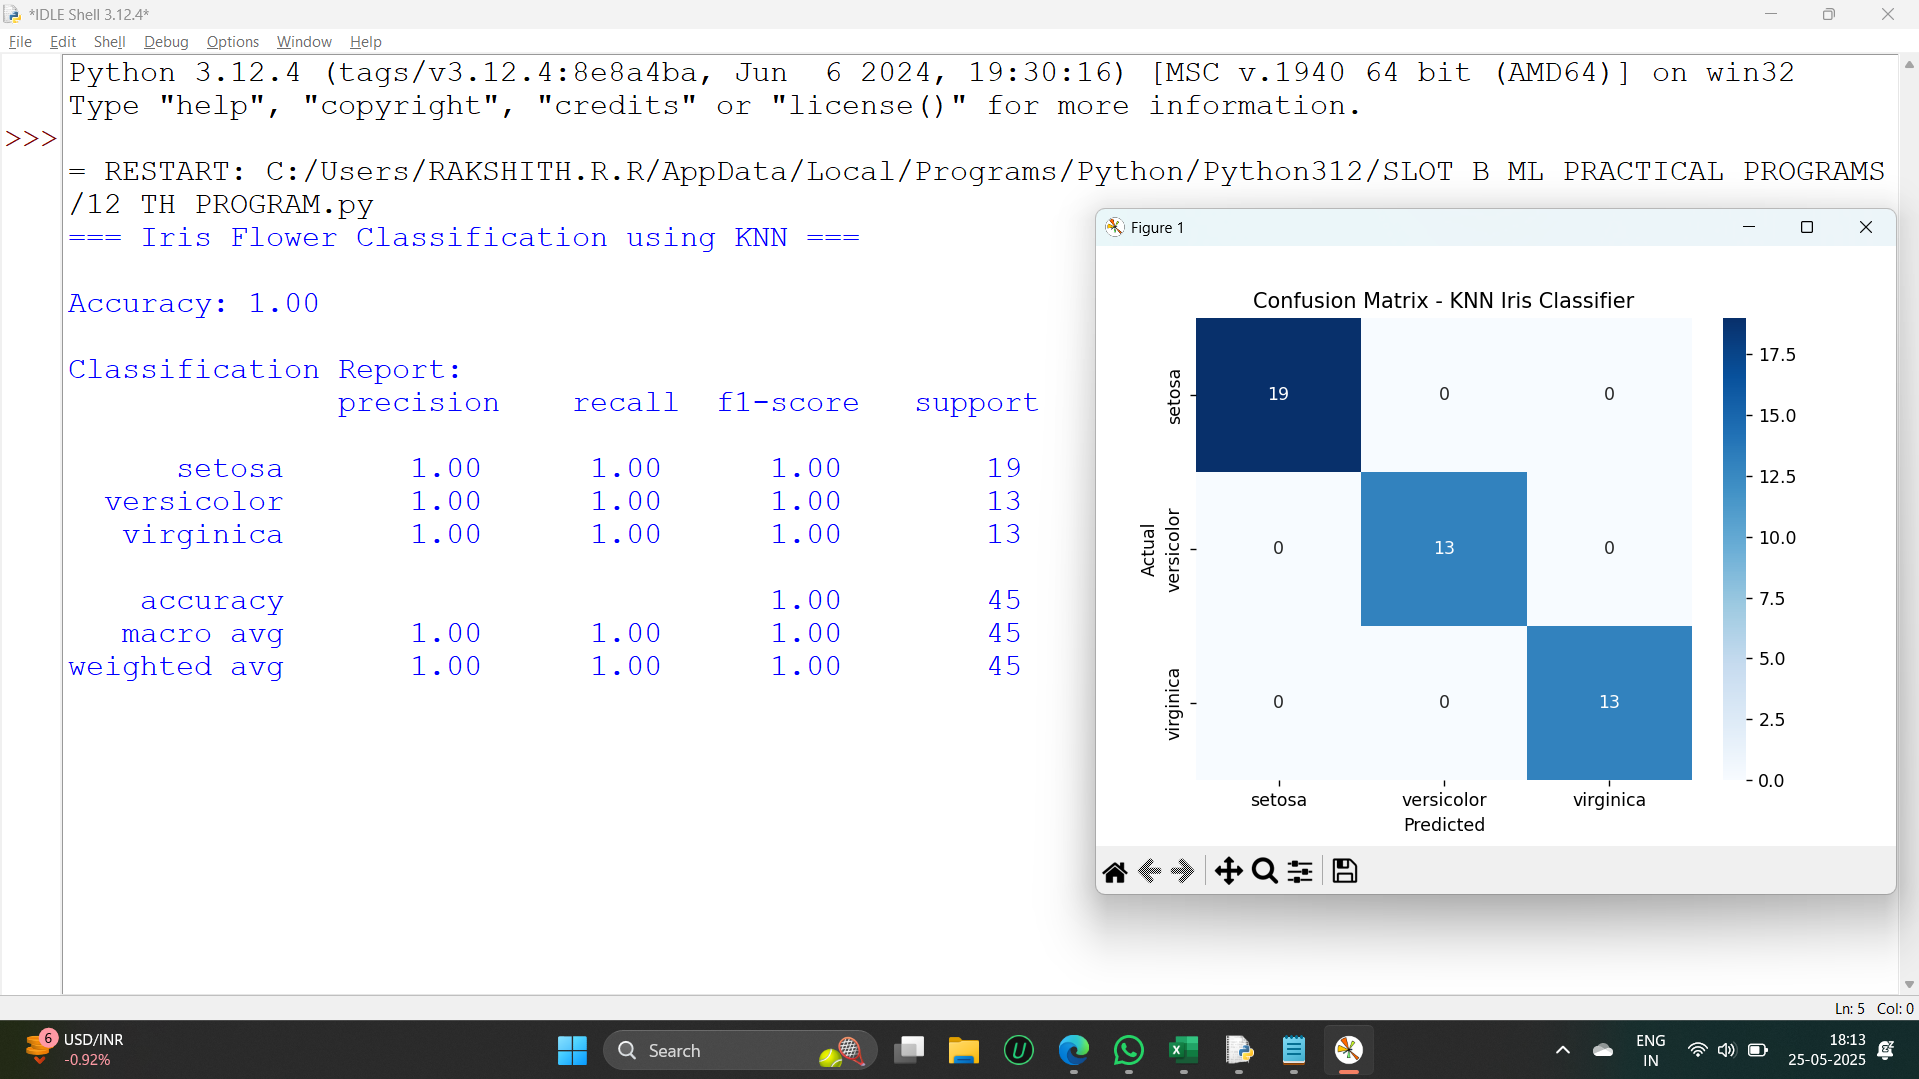 *IDLE Shell 3.12.4*
File Edit Shell Debug Options Window Help
Python 3.12.4 (tags/v3.12.4:8e8a4ba, Jun  6 2024, 19:30:16) [MSC v.1940 64 bit (AMD64)] on win32
Type "help", "copyright", "credits" or "license()" for more information.
>>>
= RESTART: C:/Users/RAKSHITH.R.R/AppData/Local/Programs/Python/Python312/SLOT B ML PRACTICAL PROGRAMS
/12 TH PROGRAM.py
=== Iris Flower Classification using KNN ===
Accuracy: 1.00
Classification Report:
precision recall f1-score support
setosa 1.00 1.00 1.00 19
versicolor 1.00 1.00 1.00 13
virginica 1.00 1.00 1.00 13
accuracy 1.00 45
macro avg 1.00 1.00 1.00 45
weighted avg 1.00 1.00 1.00 45
Figure 1
Confusion Matrix - KNN Iris Classifier
setosa
19 0 0
Actual
versicolor
0 13 0
virginica
0 0 13
setosa versicolor virginica
Predicted
17.5
15.0
12.5
10.0
7.5
5.0
2.5
0.0
Ln: 5 Col: 0
6
USD/INR
-0.92%
Search
ENG
IN
18:13
25-05-2025